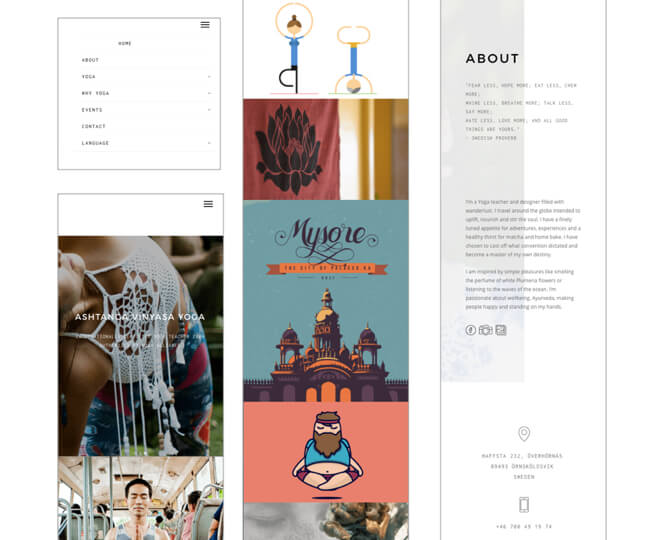 HOME
ABOUT
YOGA
WHY YOGA
EVENTS
CONTACT
LANGUAGE
ASHTANGA VINYASA YOGA
Mysore
THE CITY OF
ABOUT
"FEAR LESS, HOPE MORE; EAT LESS, CHEW
MORE;
WHINE LESS, BREATHE MORE; TALK LESS,
SAY MORE;
HATE LESS, LOVE MORE; AND ALL GOOD
THINGS ARE YOURS."
- SWEDISH PROVERB
I'm a Yoga teacher and designer filled with
wanderlust. I travel around the globe intended to
uplift, nourish and stir the soul. I have a finely
tuned appetite for adventures, experiences and a
healthy thirst for matcha and home bake. I have
chosen to cast off what convention dictated and
become a master of my own destiny.
I am inspired by simple pleasures like smelling
the perfume of white Plumeria flowers or
listening to the waves of the ocean. I'm
passionate about wellbeing, Ayurveda, making
people happy and standing on my hands.
HAFFSTA 232, ÖVERHÖRNÄS
89493 ÖRNSKÖLDSVIK
SWEDEN
+46 700 49 19 74